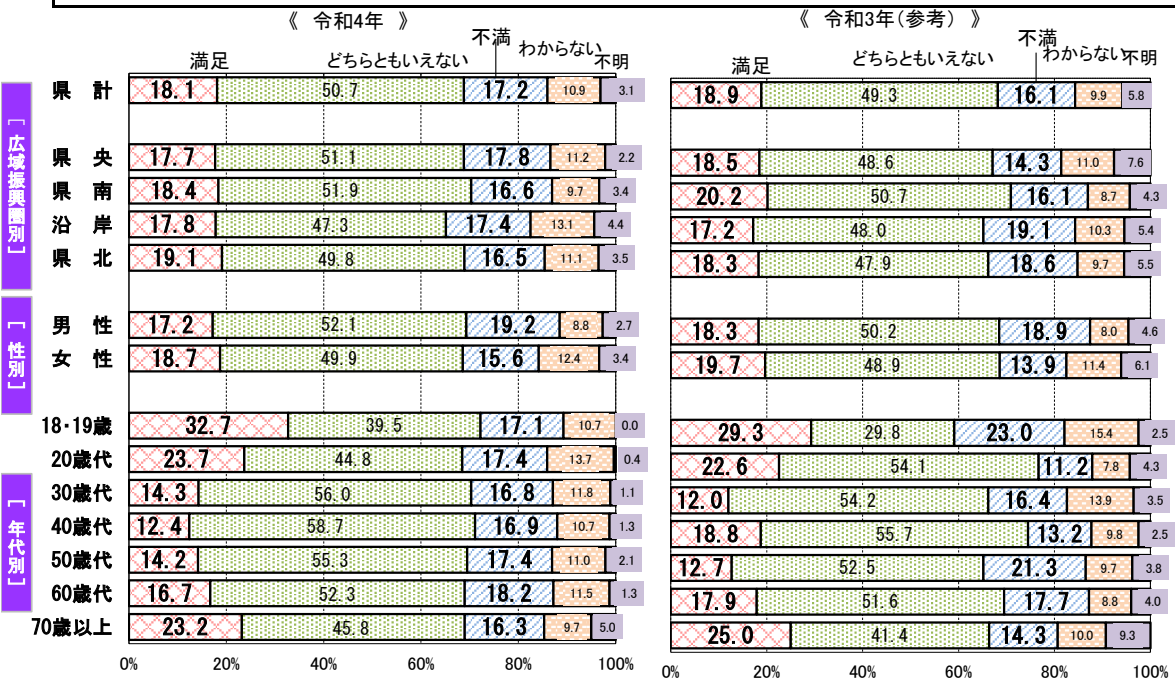 《 令和4年 》
満足 どちらともいえない 不満 わからない 不明
[ 広域振興圏別 ]
県 計 18.1 50.7 17.2 10.9 3.1
県 央 17.7 51.1 17.8 11.2 2.2
県 南 18.4 51.9 16.6 9.7 3.4
沿 岸 17.8 47.3 17.4 13.1 4.4
県 北 19.1 49.8 16.5 11.1 3.5
[ 性別 ]
男 性 17.2 52.1 19.2 8.8 2.7
女 性 18.7 49.9 15.6 12.4 3.4
[ 年代別 ]
18・19歳 32.7 39.5 17.1 10.7 0.0
20歳代 23.7 44.8 17.4 13.7 0.4
30歳代 14.3 56.0 16.8 11.8 1.1
40歳代 12.4 58.7 16.9 10.7 1.3
50歳代 14.2 55.3 17.4 11.0 2.1
60歳代 16.7 52.3 18.2 11.5 1.3
70歳以上 23.2 45.8 16.3 9.7 5.0
0% 20% 40% 60% 80% 100%
《 令和3年(参考) 》
満足 どちらともいえない 不満 わからない 不明
18.9 49.3 16.1 9.9 5.8
18.5 48.6 14.3 11.0 7.6
20.2 50.7 16.1 8.7 4.3
17.2 48.0 19.1 10.3 5.4
18.3 47.9 18.6 9.7 5.5
18.3 50.2 18.9 8.0 4.6
19.7 48.9 13.9 11.4 6.1
29.3 29.8 23.0 15.4 2.5
22.6 54.1 11.2 7.8 4.3
12.0 54.2 16.4 13.9 3.5
18.8 55.7 13.2 9.8 2.5
12.7 52.5 21.3 9.7 3.8
17.9 51.6 17.7 8.8 4.0
25.0 41.4 14.3 10.0 9.3
0% 20% 40% 60% 80% 100%